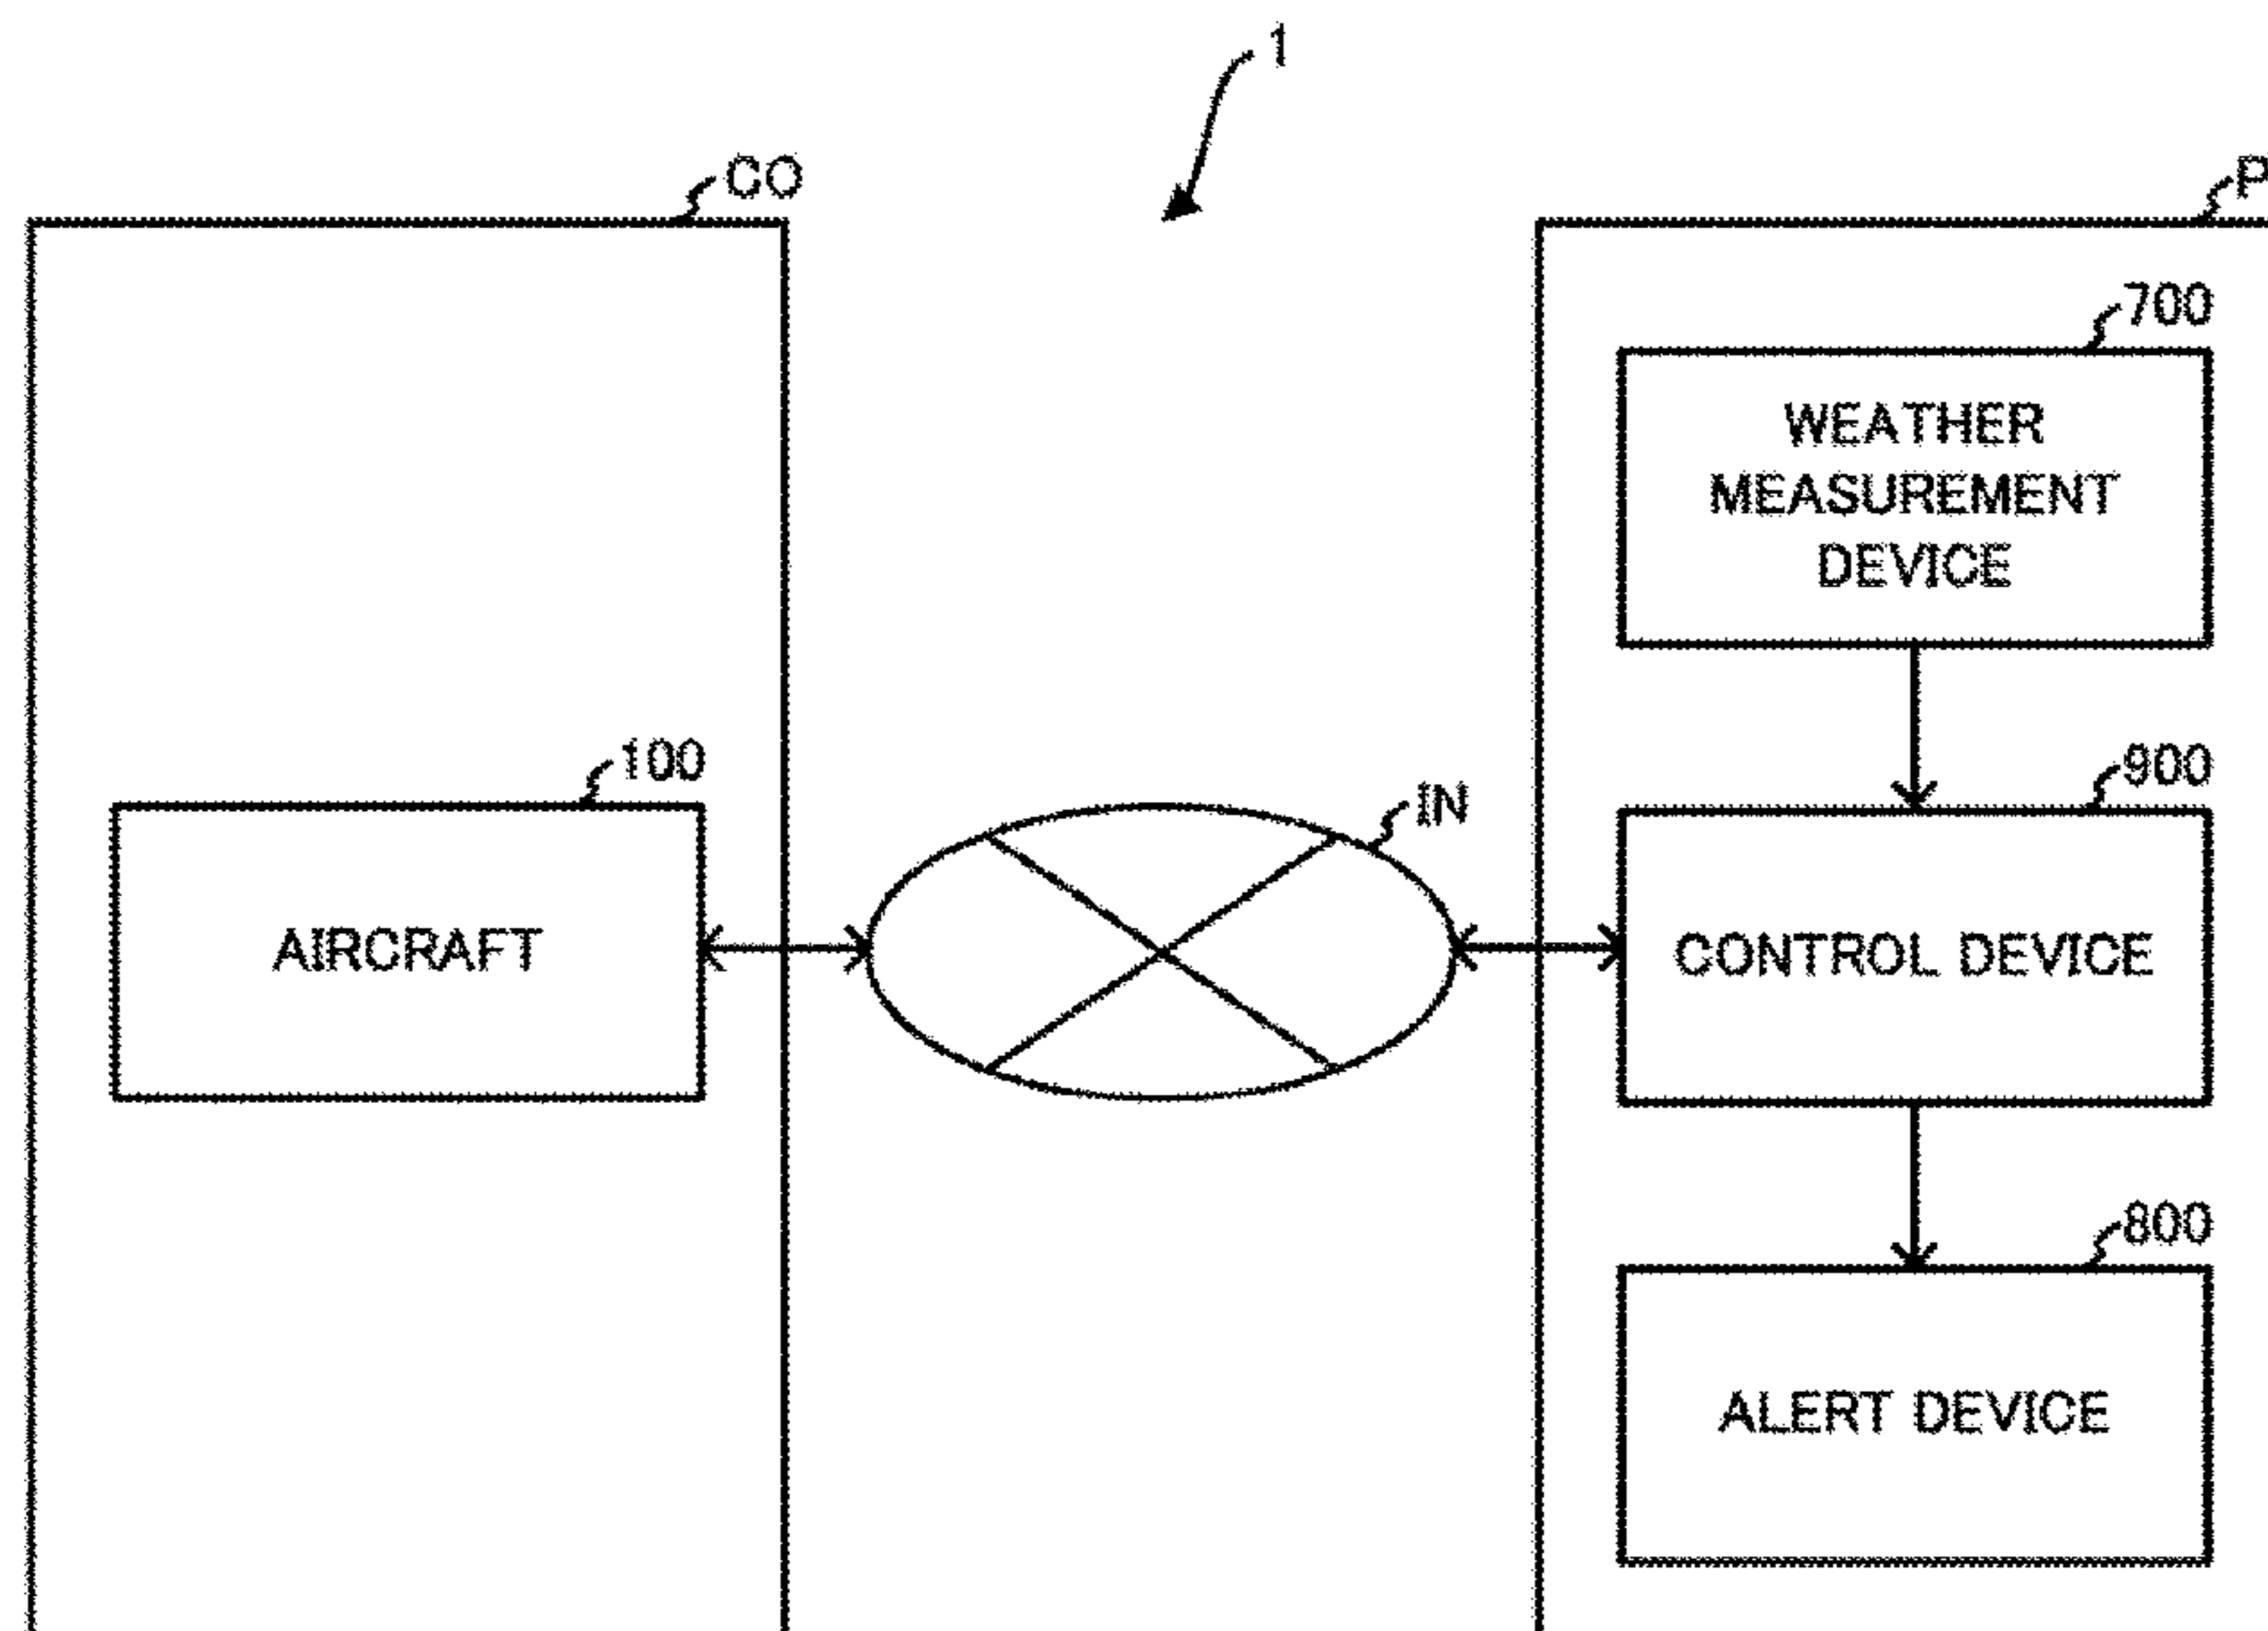 1
CO
P
700
WEATHER
MEASUREMENT
DEVICE
100
900
IN
AIRCRAFT
CONTROL DEVICE
800
ALERT DEVICE